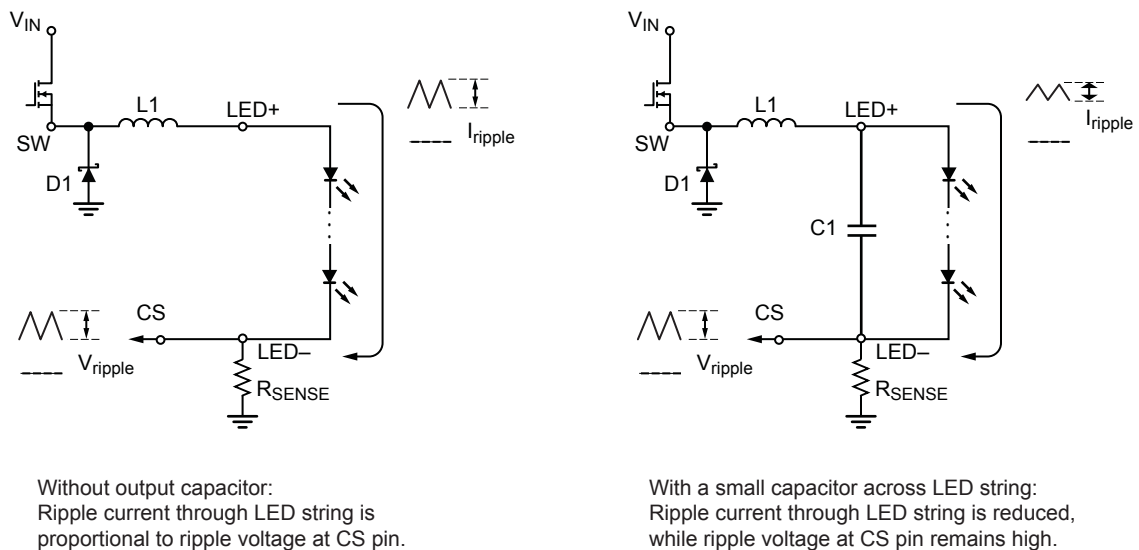 VIN
L1
LED+
Iripple
SW
D1
CS
Vripple
LED–
RSENSE
Without output capacitor:
Ripple current through LED string is
proportional to ripple voltage at CS pin.
VIN
L1
LED+
Iripple
SW
D1
C1
CS
Vripple
LED–
RSENSE
With a small capacitor across LED string:
Ripple current through LED string is reduced,
while ripple voltage at CS pin remains high.